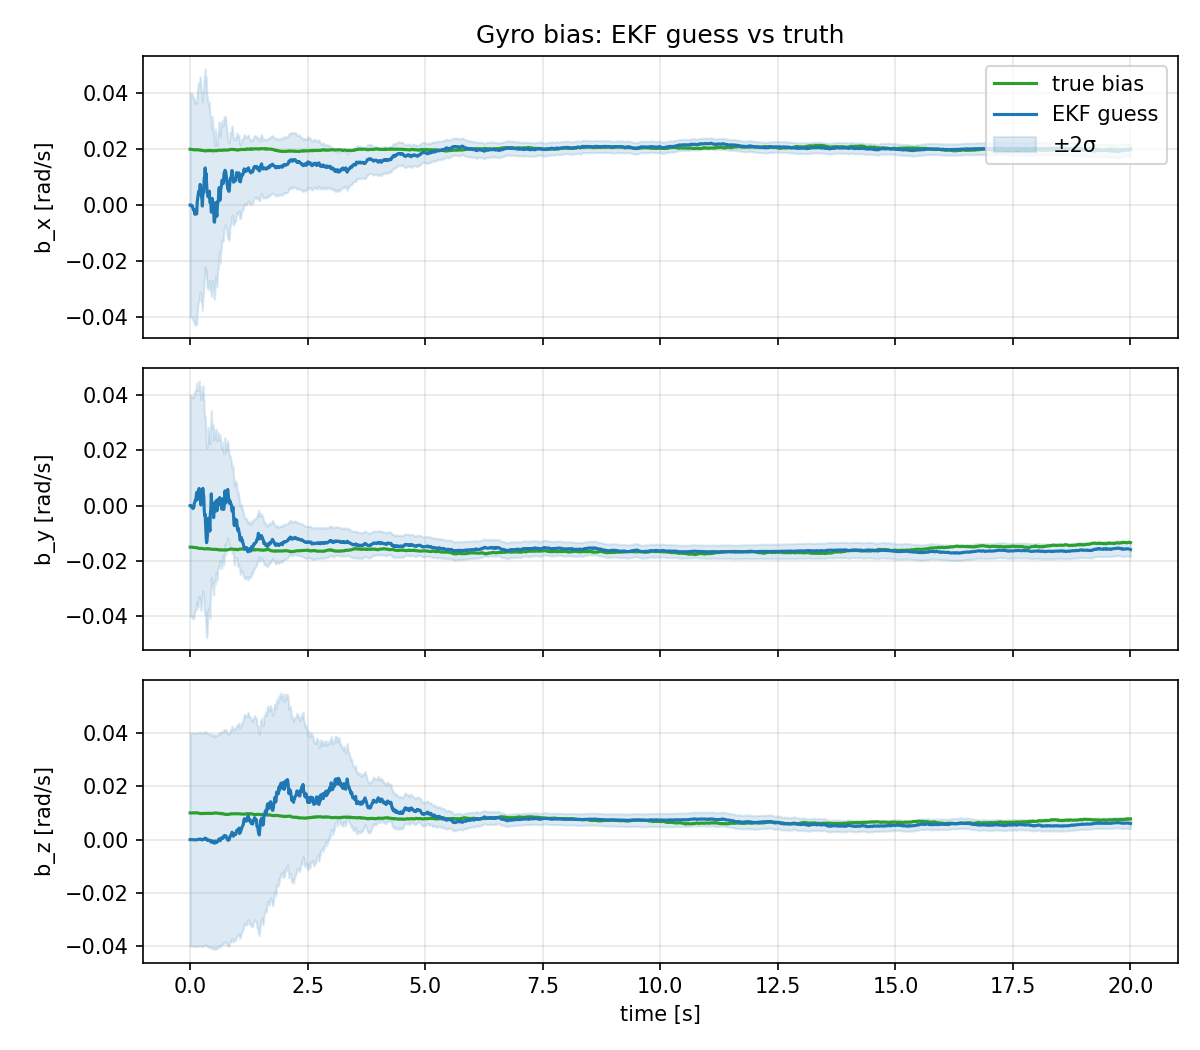 Gyro bias: EKF guess vs truth
true bias
EKF guess
±2σ
b_x [rad/s]
0.04
0.02
0.00
−0.02
−0.04
b_y [rad/s]
0.04
0.02
0.00
−0.02
−0.04
b_z [rad/s]
0.04
0.02
0.00
−0.02
−0.04
0.0 2.5 5.0 7.5 10.0 12.5 15.0 17.5 20.0
time [s]